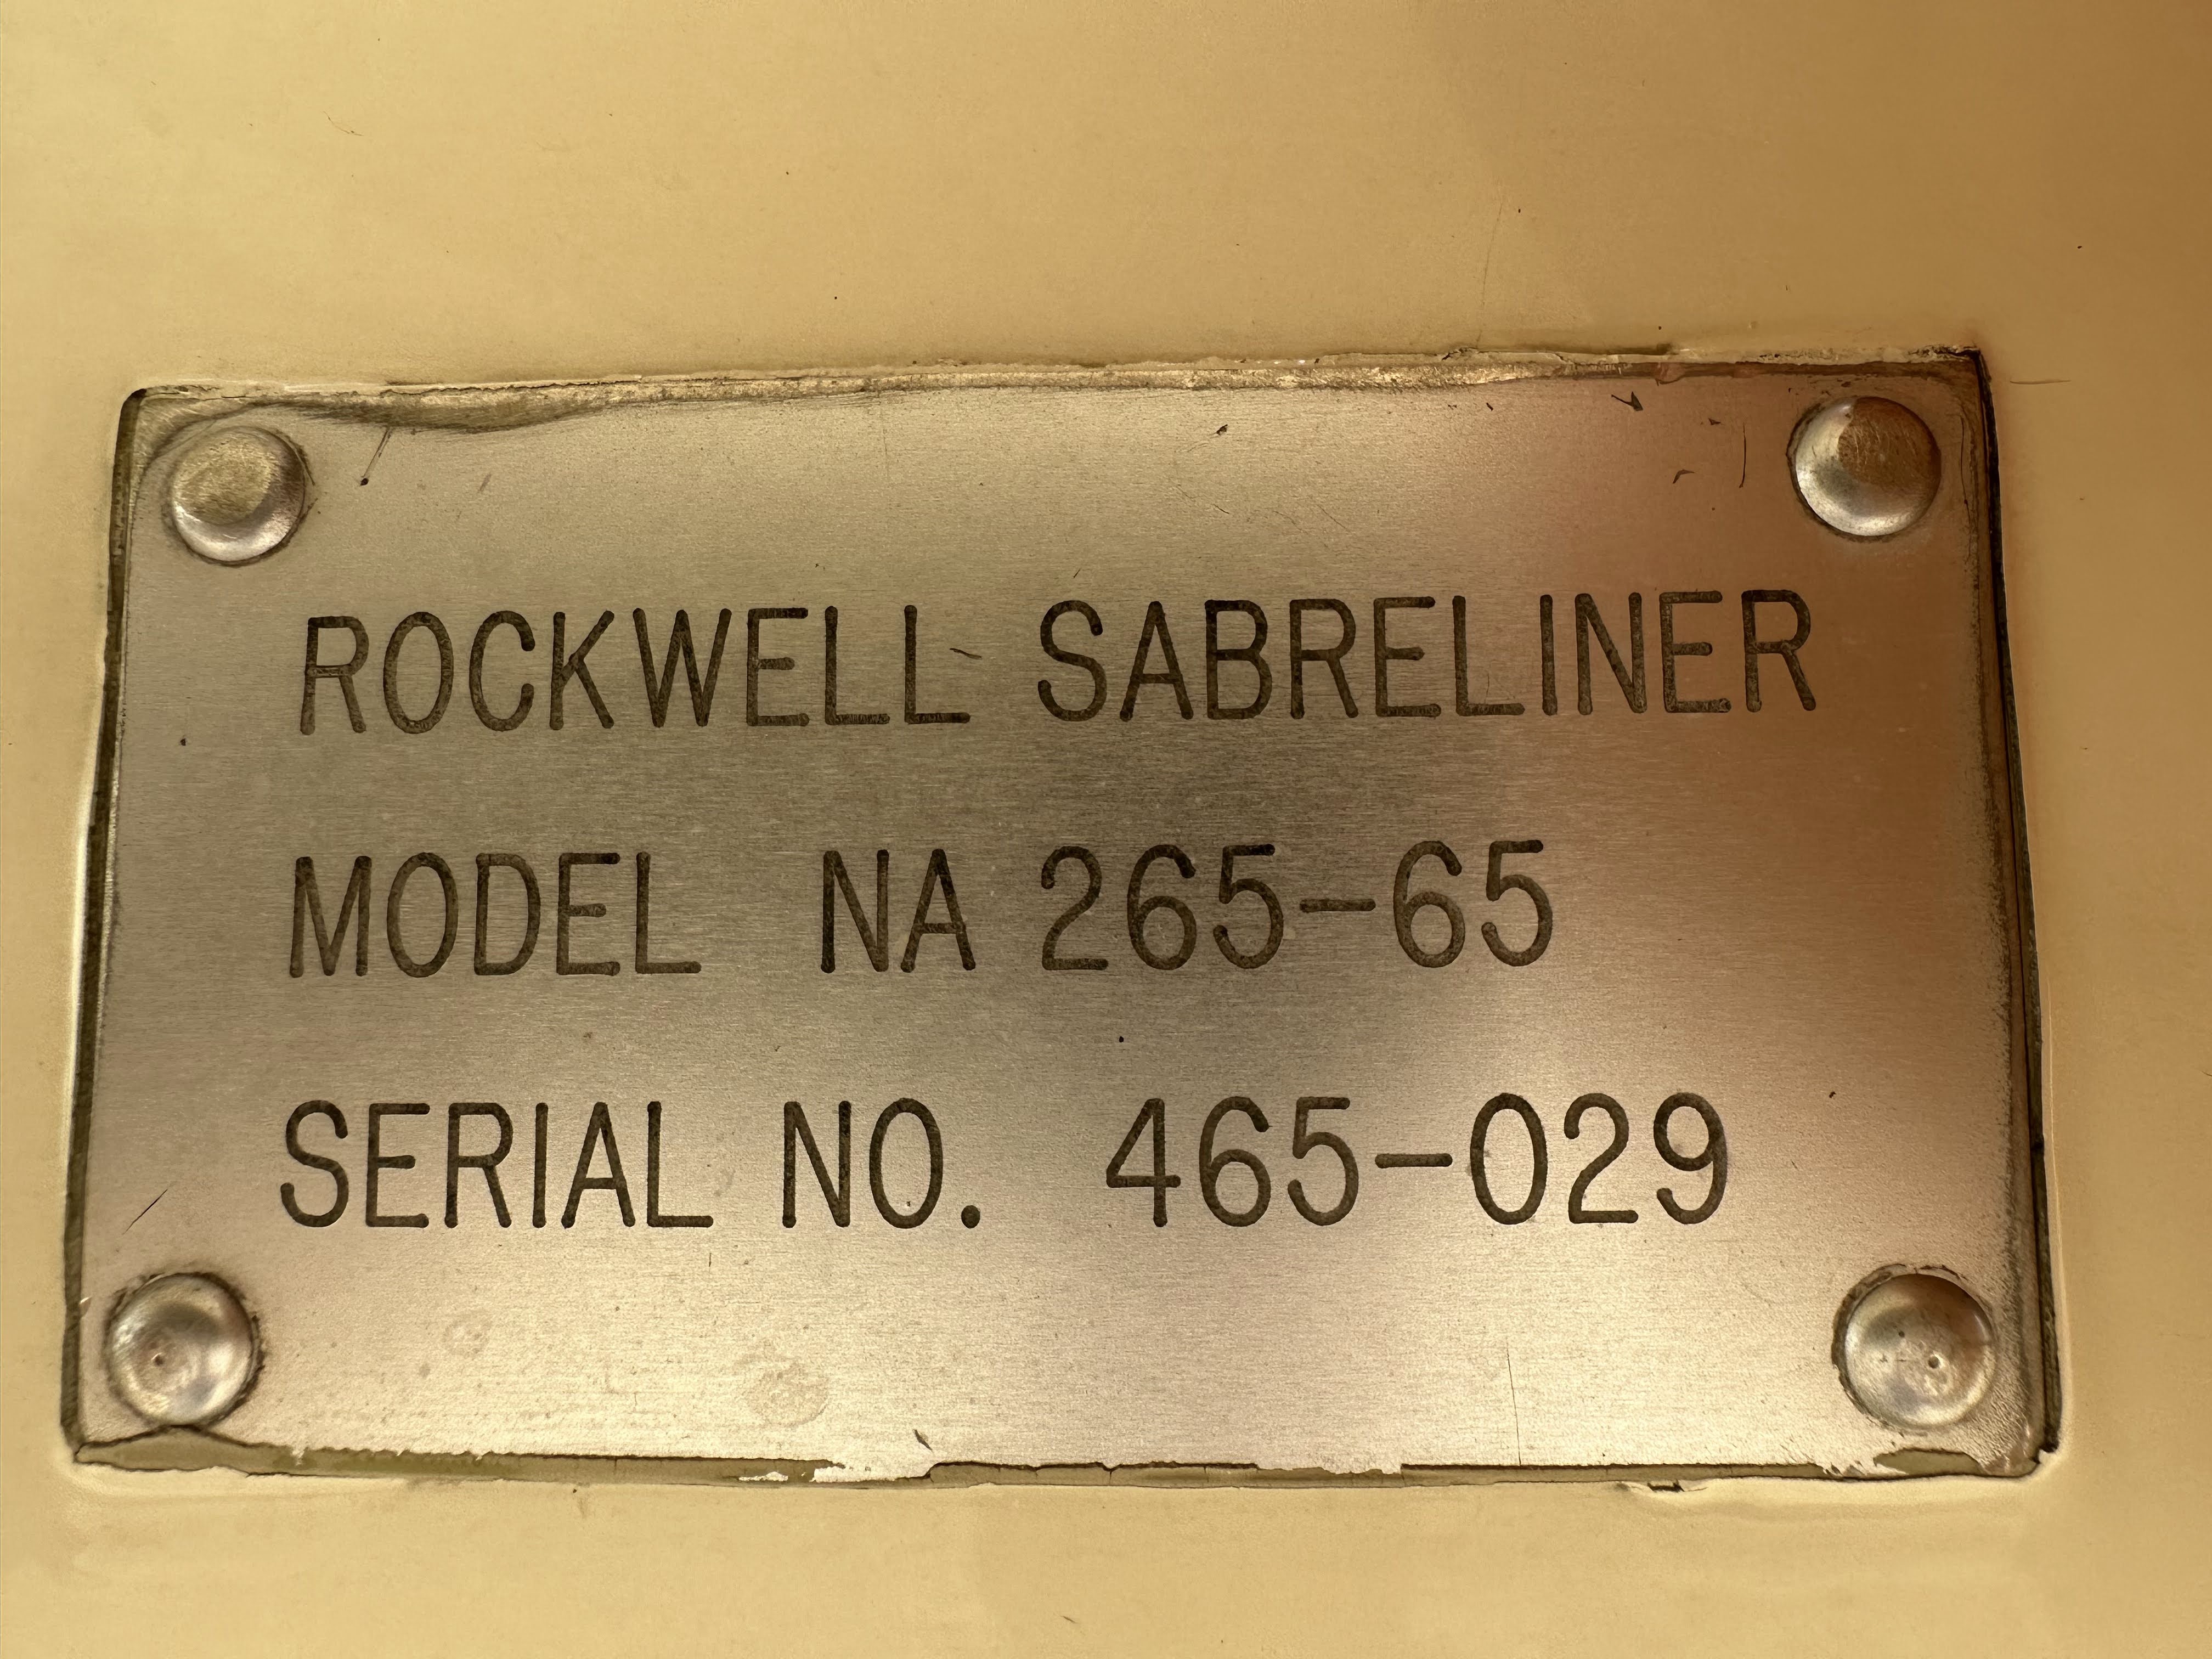 ROCKWELL SABRELINER
MODEL NA 265-65
SERIAL NO. 465-029